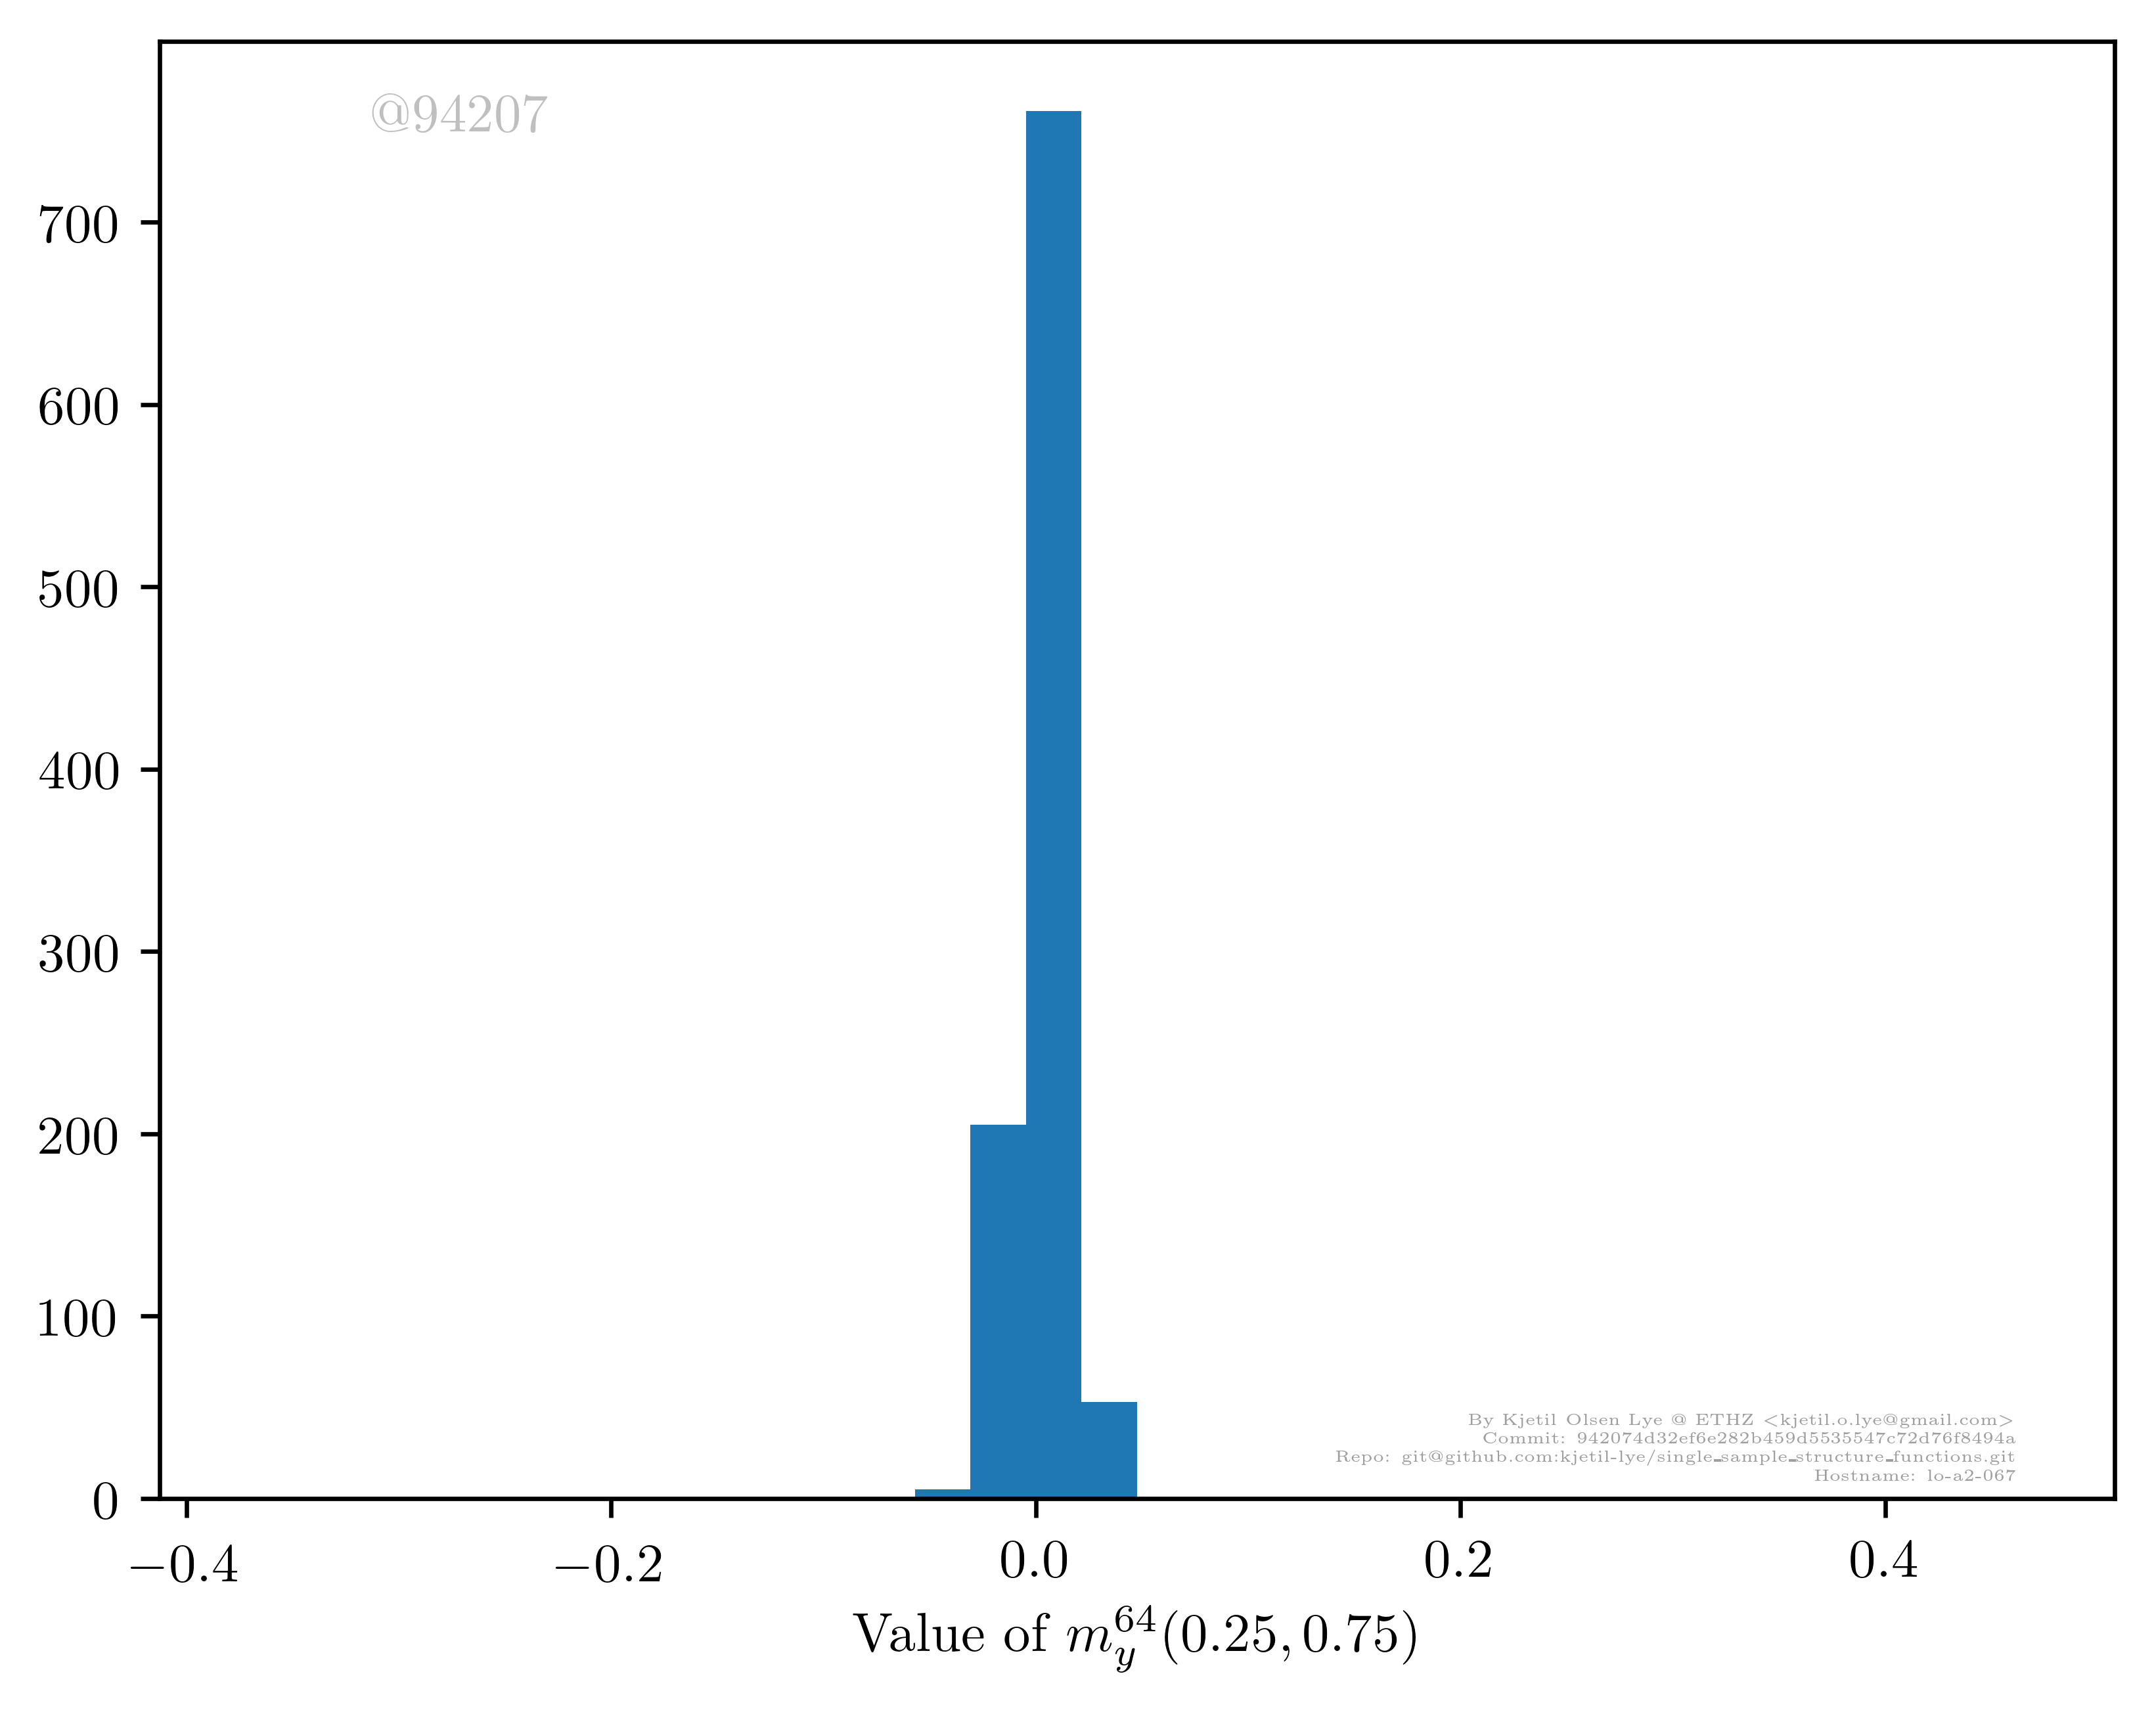 @94207
700
600
500
400
300
200
100
0
By Kjetil Olsen Lye @ ETHZ <kjetil.o.lye@gmail.com>
Commit: 942074d32ef6e282b459d5535547c72d76f8494a
Repo: git@github.com:kjetil-lye/single_sample_structure_functions.git
Hostname: lo-a2-067
−0.4 −0.2 0.0 0.2 0.4
Value of $m_y^{64}(0.25, 0.75)$